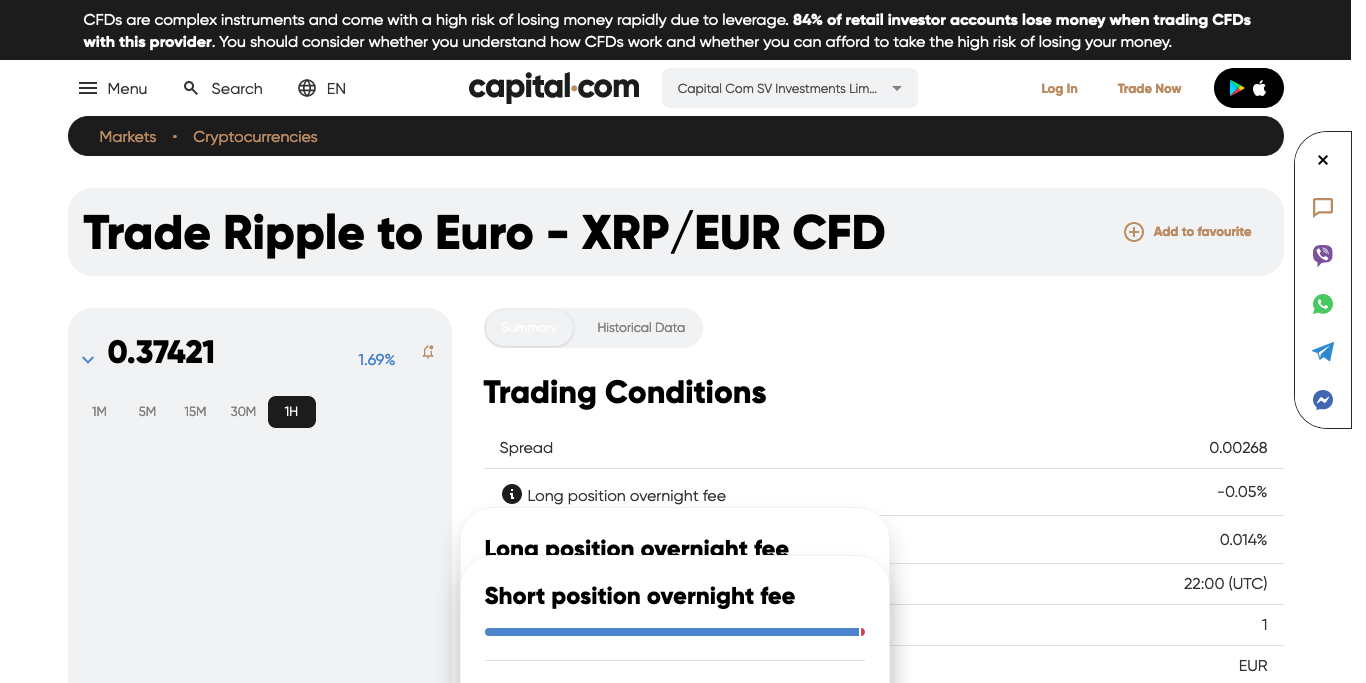 CFDs are complex instruments and come with a high risk of losing money rapidly due to leverage. 84% of retail investor accounts lose money when trading CFDs
with this provider. You should consider whether you understand how CFDs work and whether you can afford to take the high risk of losing your money.
Menu Search EN capital.com Capital Com SV Investments Lim... Log In Trade Now
Markets • Cryptocurrencies
Trade Ripple to Euro - XRP/EUR CFD Add to favourite
Summary Historical Data
0.37421 1.69%
Trading Conditions
1M 5M 15M 30M 1H
Spread 0.00268
Long position overnight fee -0.05%
Long position overnight fee 0.014%
22:00 (UTC)
Short position overnight fee
1
EUR